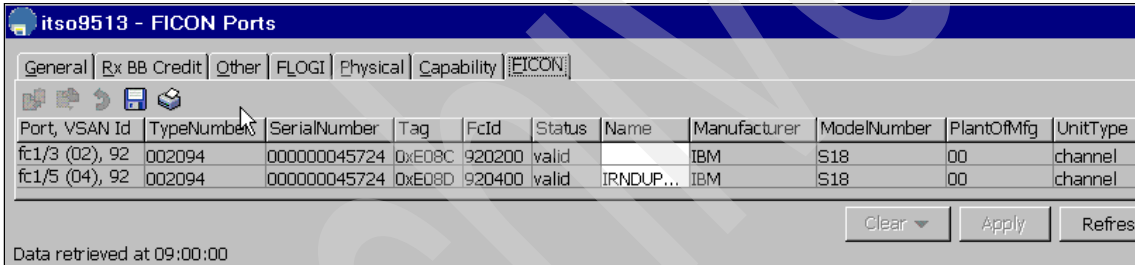 itso9513 - FICON Ports
General Rx BB Credit Other FLOGI Physical Capability FICON
Port, VSAN Id TypeNumber SerialNumber Tag FcId Status Name Manufacturer ModelNumber PlantOfMfg UnitType
fc1/3 (02), 92 002094 000000045724 0xE08C 920200 valid IBM S18 00 channel
fc1/5 (04), 92 002094 000000045724 0xE08D 920400 valid IRNDUP... IBM S18 00 channel
Clear Apply Refres
Data retrieved at 09:00:00